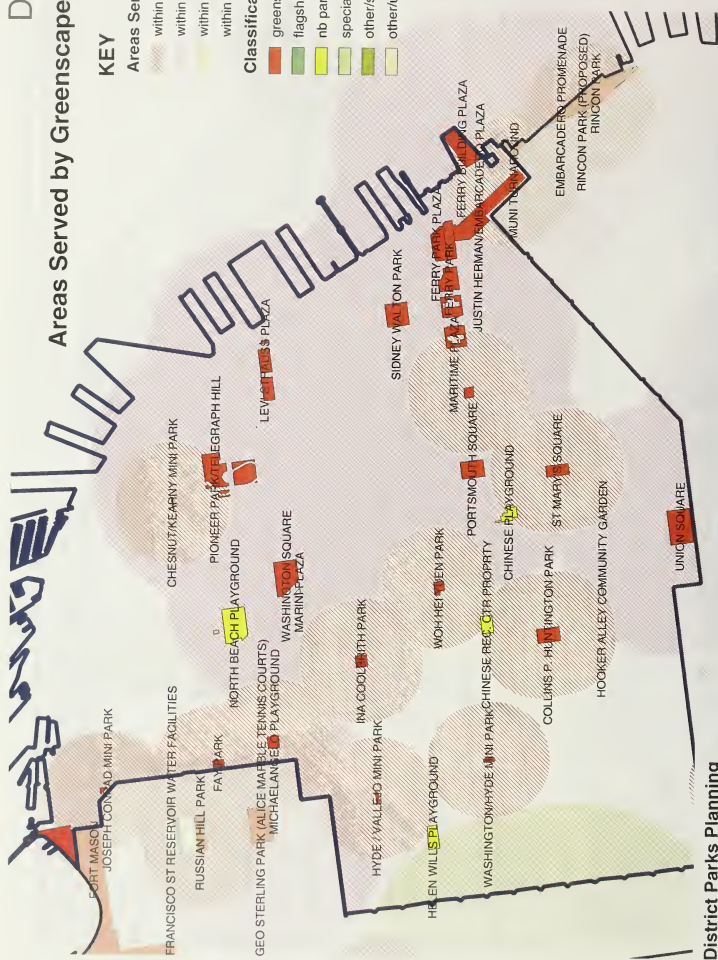 Areas Served by Greenscape
KEY
Areas Ser
within
within
within
within
Classifica
greens
flagsh
nb par
special
other/s
other/u
FORT MASON
JOSEPH CONRAD MINI PARK
FRANCISCO ST RESERVOIR WATER FACILITIES
RUSSIAN HILL PARK
FAY PARK
GEO STERLING PARK (ALICE MARBLE TENNIS COURTS)
MICHAELANGELO PLAYGROUND
CHESNUT/KEARNY MINI PARK
PIONEER PARK/TELEGRAPH HILL
NORTH BEACH PLAYGROUND
LEVI STRAUSS PLAZA
WASHINGTON SQUARE
MARINI PLAZA
INA COOLBRITH PARK
HYDE / VALLEJO MINI PARK
SIDNEY WALTON PARK
HELEN WILLS PLAYGROUND
WOH HEI YUEN PARK
FERRY PARK PLAZA
FERRY PARK
MARITIME PLAZA
FERRY BUILDING PLAZA
JUSTIN HERMAN/EMBARCADERO PLAZA
MUNI TURNAROUND
PORTSMOUTH SQUARE
CHINESE REC. CTR PROPRTY
WASHINGTON/HYDE MINI PARK
CHINESE PLAYGROUND
ST MARY'S SQUARE
COLLINS P. HUNTINGTON PARK
HOOKER ALLEY COMMUNITY GARDEN
EMBARCADERO PROMENADE
RINCON PARK (PROPOSED)
RINCON PARK
UNION SQUARE
District Parks Planning